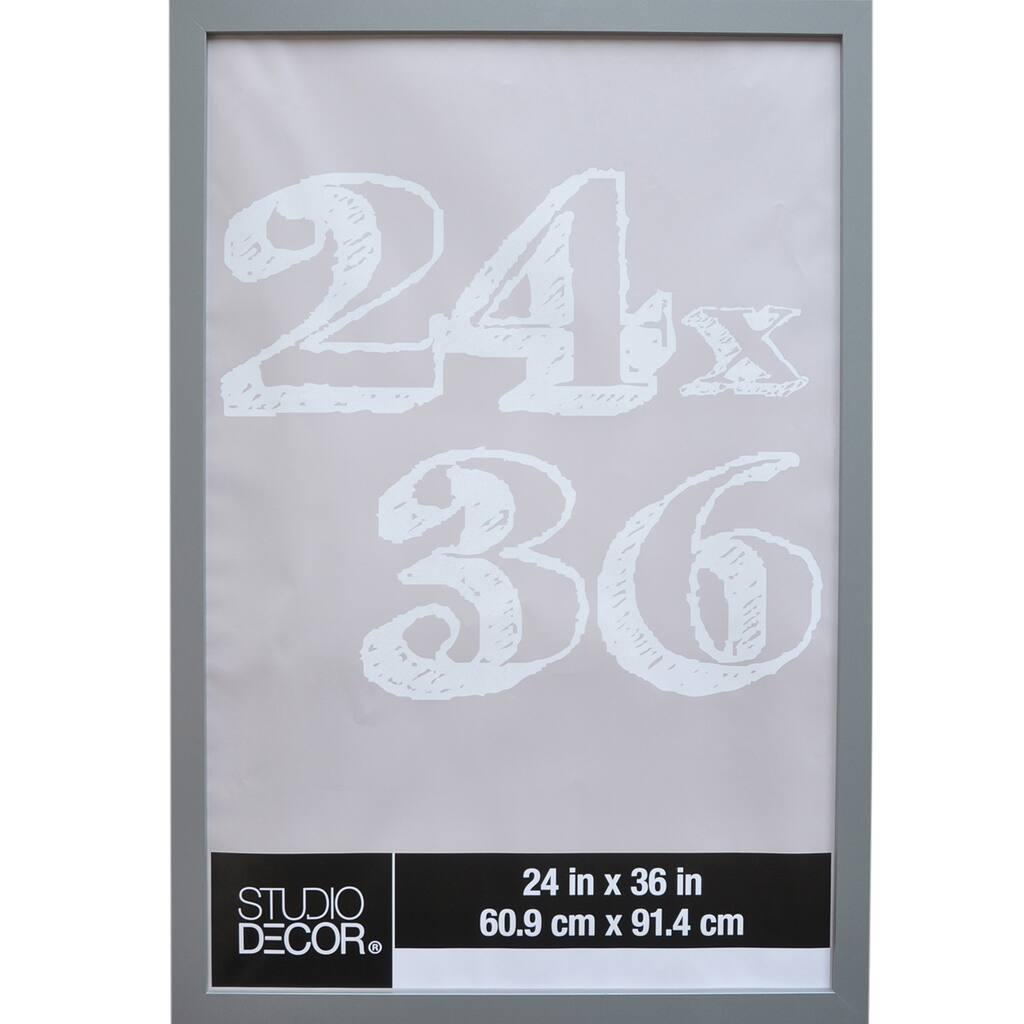 24x
36
STUDIO
DECOR®
24 in x 36 in
60.9 cm x 91.4 cm